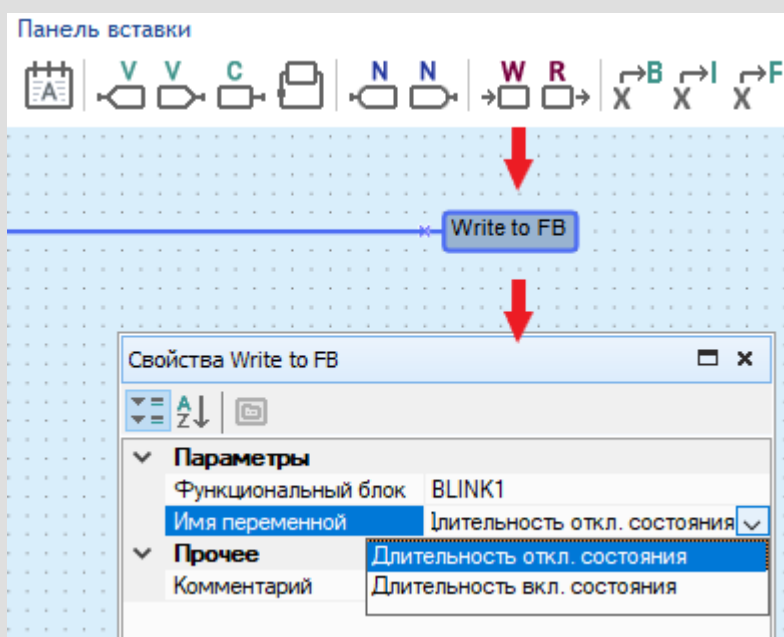 Панель вставки
A V V C N N W R B I F
X X X
Write to FB
Свойства Write to FB
A
Z
Параметры
Функциональный блок BLINK1
Имя переменной Длительность откл. состояния
Прочее Длительность откл. состояния
Комментарий Длительность вкл. состояния